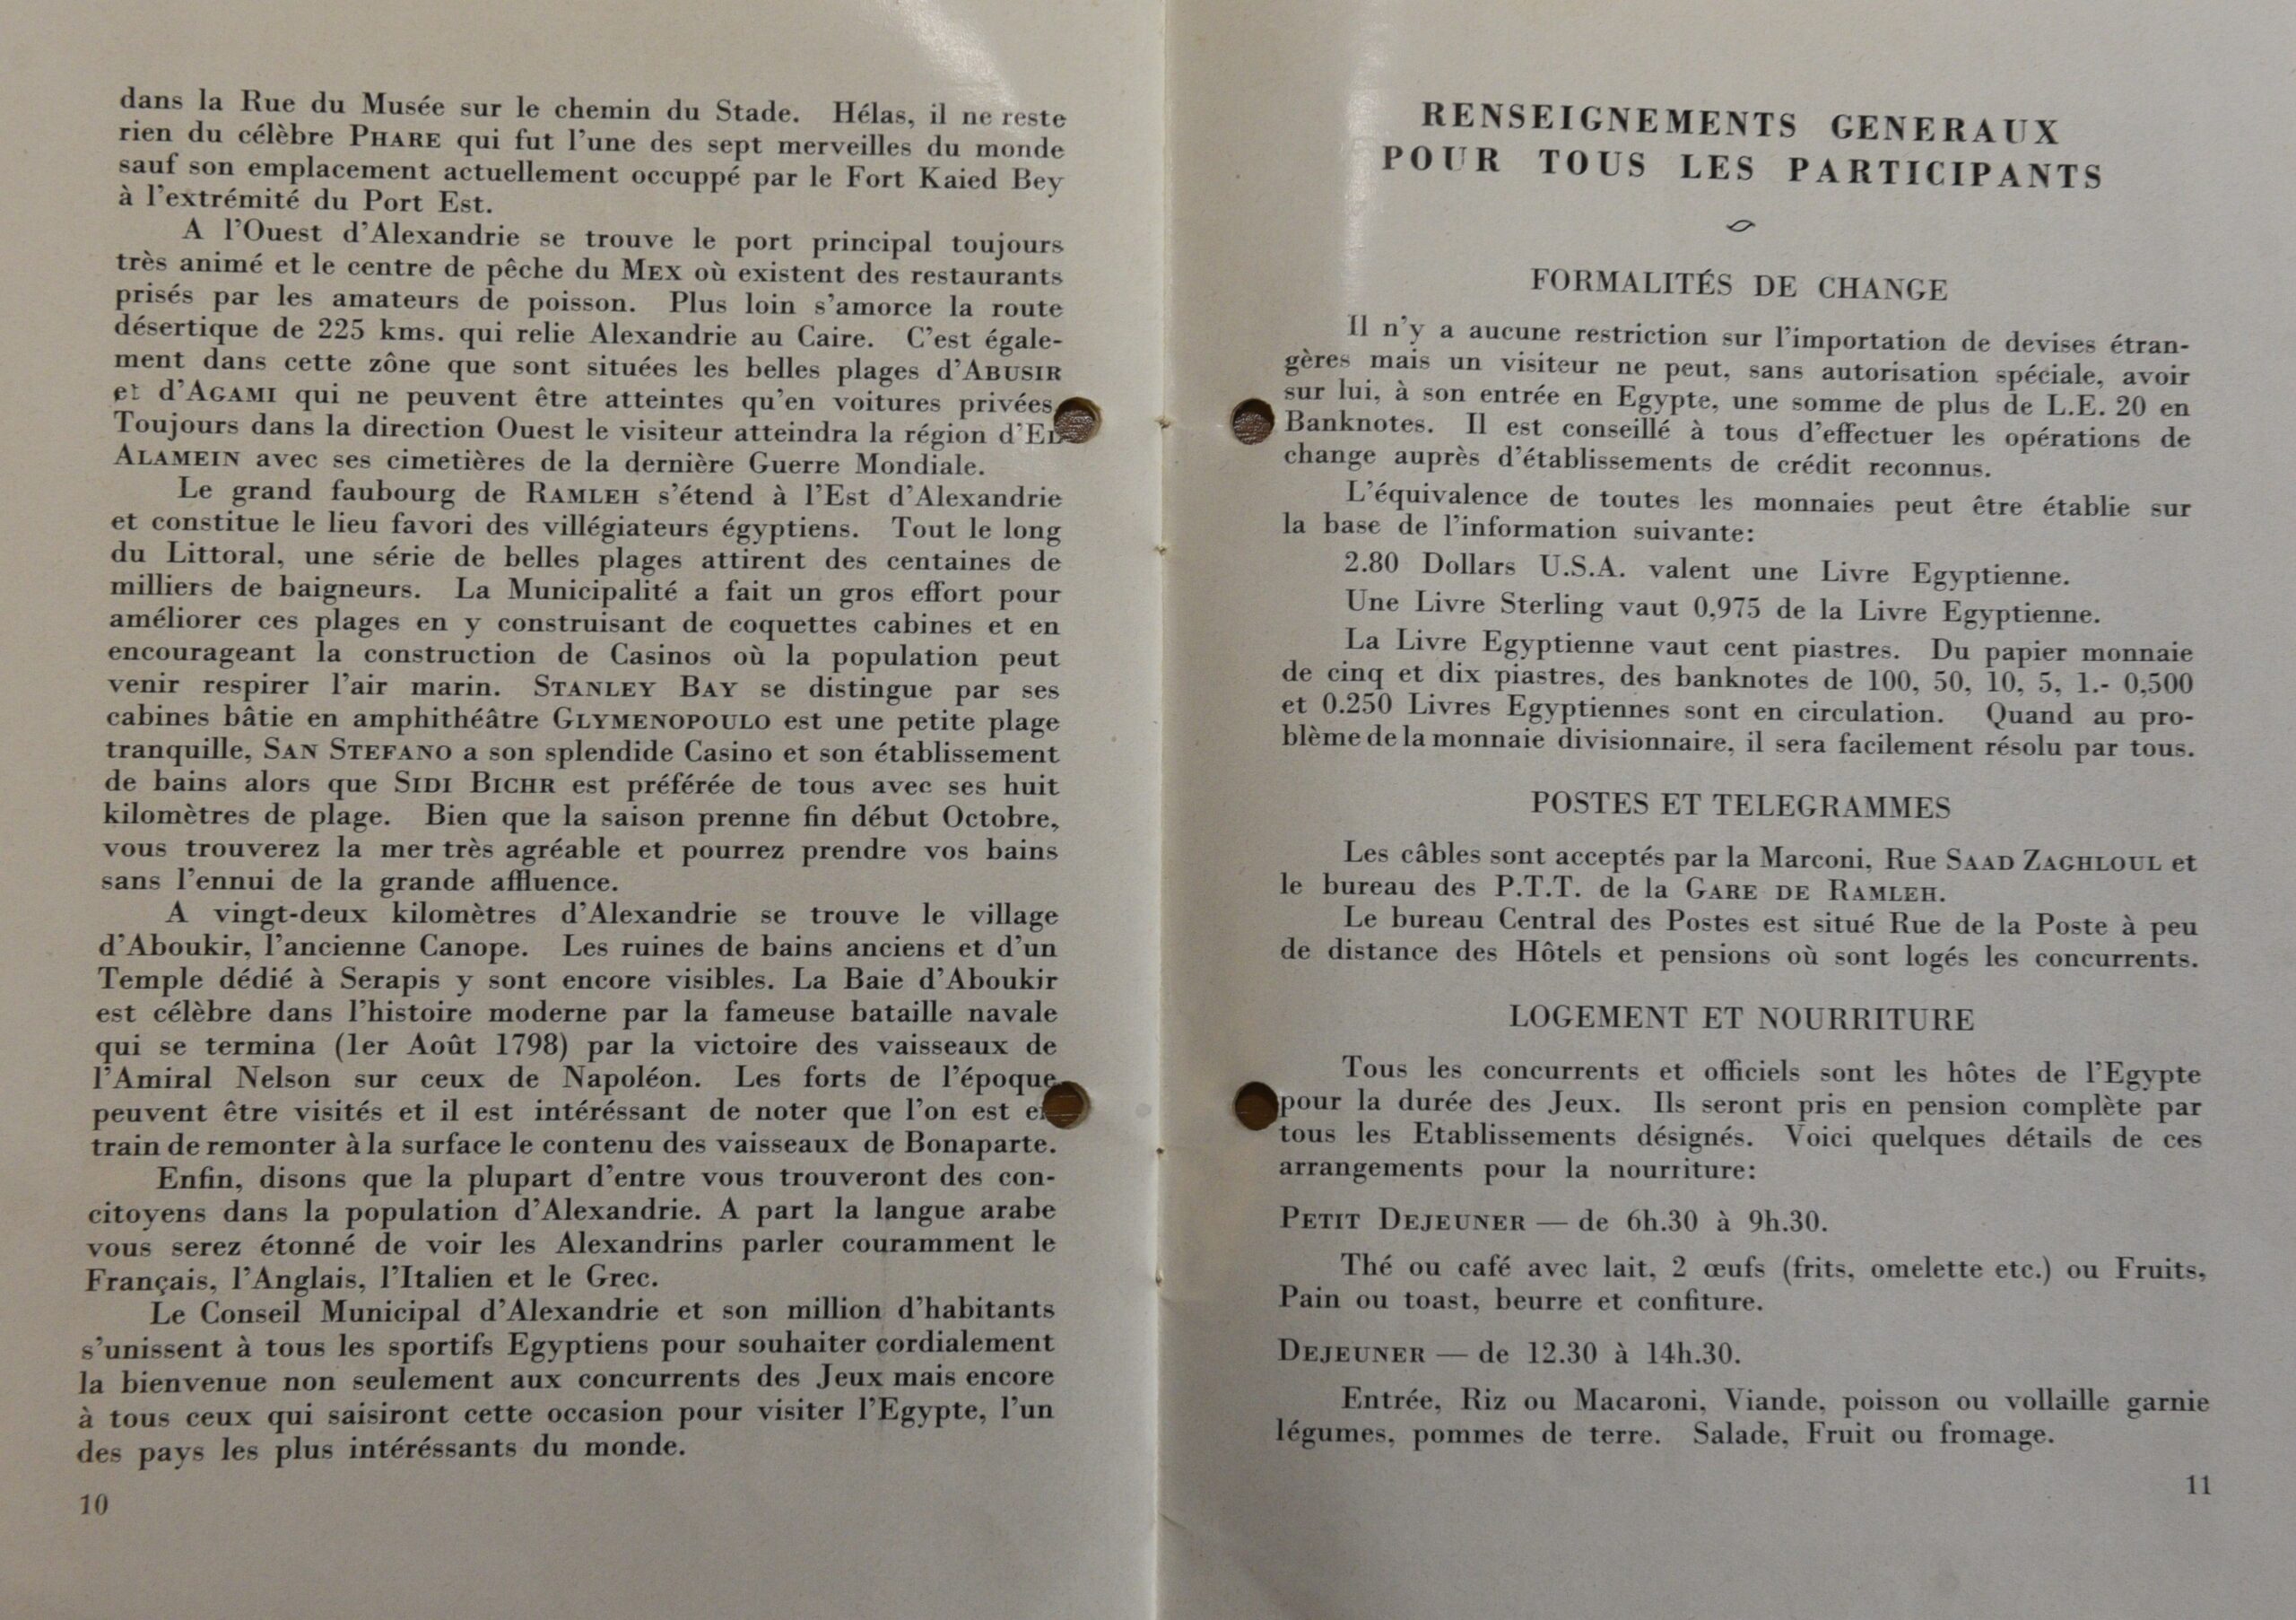 dans la Rue du Musée sur le chemin du Stade. Hélas, il ne reste
rien du célèbre PHARE qui fut l'une des sept merveilles du monde
sauf son emplacement actuellement occuppé par le Fort Kaied Bey
à l'extrémité du Port Est.
A l'Ouest d'Alexandrie se trouve le port principal toujours
très animé et le centre de pêche du MEX où existent des restaurants
prisés par les amateurs de poisson. Plus loin s'amorce la route
désertique de 225 kms. qui relie Alexandrie au Caire. C'est égale-
ment dans cette zône que sont situées les belles plages d'ABUSIR
et d'AGAMI qui ne peuvent être atteintes qu'en voitures privées
Toujours dans la direction Ouest le visiteur atteindra la région d'EL
ALAMEIN avec ses cimetières de la dernière Guerre Mondiale.
Le grand faubourg de RAMLEH s'étend à l'Est d'Alexandrie
et constitue le lieu favori des villégiateurs égyptiens. Tout le long
du Littoral, une série de belles plages attirent des centaines de
milliers de baigneurs. La Municipalité a fait un gros effort pour
améliorer ces plages en y construisant de coquettes cabines et en
encourageant la construction de Casinos où la population peut
venir respirer l'air marin. STANLEY BAY se distingue par ses
cabines bâtie en amphithéâtre GLYMENOPOULO est une petite plage
tranquille, SAN STEFANO a son splendide Casino et son établissement
de bains alors que SIDI BICHR est préférée de tous avec ses huit
kilomètres de plage. Bien que la saison prenne fin début Octobre,
vous trouverez la mer très agréable et pourrez prendre vos bains
sans l'ennui de la grande affluence.
A vingt-deux kilomètres d'Alexandrie se trouve le village
d'Aboukir, l'ancienne Canope. Les ruines de bains anciens et d'un
Temple dédié à Serapis y sont encore visibles. La Baie d'Aboukir
est célèbre dans l'histoire moderne par la fameuse bataille navale
qui se termina (1er Août 1798) par la victoire des vaisseaux de
l'Amiral Nelson sur ceux de Napoléon. Les forts de l'époque
peuvent être visités et il est intéréssant de noter que l'on est
train de remonter à la surface le contenu des vaisseaux de Bonaparte.
Enfin, disons que la plupart d'entre vous trouveront des con-
citoyens dans la population d'Alexandrie. A part la langue arabe
vous serez étonné de voir les Alexandrins parler couramment le
Français, l'Anglais, l'Italien et le Grec.
Le Conseil Municipal d'Alexandrie et son million d'habitants
s'unissent à tous les sportifs Egyptiens pour souhaiter cordialement
la bienvenue non seulement aux concurrents des Jeux mais encore
à tous ceux qui saisiront cette occasion pour visiter l'Egypte, l'un
des pays les plus intéréssants du monde.
10
RENSEIGNEMENTS GENERAUX
POUR TOUS LES PARTICIPANTS
FORMALITÉS DE CHANGE
Il n'y a aucune restriction sur l'importation de devises étran-
gères mais un visiteur ne peut, sans autorisation spéciale, avoir
sur lui, à son entrée en Egypte, une somme de plus de L.E. 20 en
Banknotes. Il est conseillé à tous d'effectuer les opérations de
change auprès d'établissements de crédit reconnus.
L'équivalence de toutes les monnaies peut être établie sur
la base de l'information suivante:
2.80 Dollars U.S.A. valent une Livre Egyptienne.
Une Livre Sterling vaut 0,975 de la Livre Egyptienne.
La Livre Egyptienne vaut cent piastres. Du papier monnaie
de cinq et dix piastres, des banknotes de 100, 50, 10, 5, 1.- 0,500
et 0.250 Livres Egyptiennes sont en circulation. Quand au pro-
blème de la monnaie divisionnaire, il sera facilement résolu par tous.
POSTES ET TELEGRAMMES
Les câbles sont acceptés par la Marconi, Rue SAAD ZAGHLOUL et
le bureau des P.T.T. de la GARE DE RAMLEH.
Le bureau Central des Postes est situé Rue de la Poste à peu
de distance des Hôtels et pensions où sont logés les concurrents.
LOGEMENT ET NOURRITURE
Tous les concurrents et officiels sont les hôtes de l'Egypte
pour la durée des Jeux. Ils seront pris en pension complète par
tous les Etablissements désignés. Voici quelques détails de ces
arrangements pour la nourriture:
PETIT DEJEUNER — de 6h.30 à 9h.30.
Thé ou café avec lait, 2 œufs (frits, omelette etc.) ou Fruits,
Pain ou toast, beurre et confiture.
DEJEUNER — de 12.30 à 14h.30.
Entrée, Riz ou Macaroni, Viande, poisson ou vollaille garnie
légumes, pommes de terre. Salade, Fruit ou fromage.
11